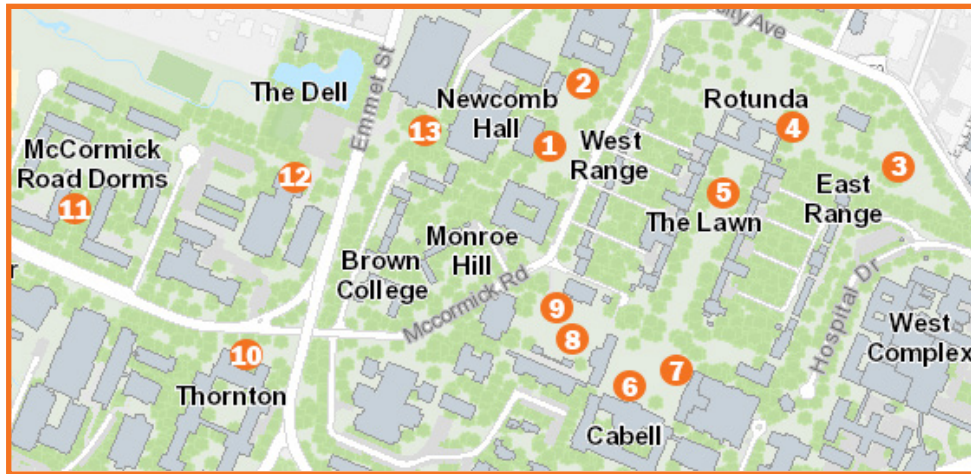 The Dell
Emmet St
Newcomb
Hall
13
2
1
West
Range
Ave
Rotunda
4
3
5
The Lawn
East
Range
McCormick
Road Dorms
11
12
Brown
College
Monroe
Hill
Mccormick Rd
9
8
Hospital Dr
West
Complex
10
Thornton
6
7
Cabell